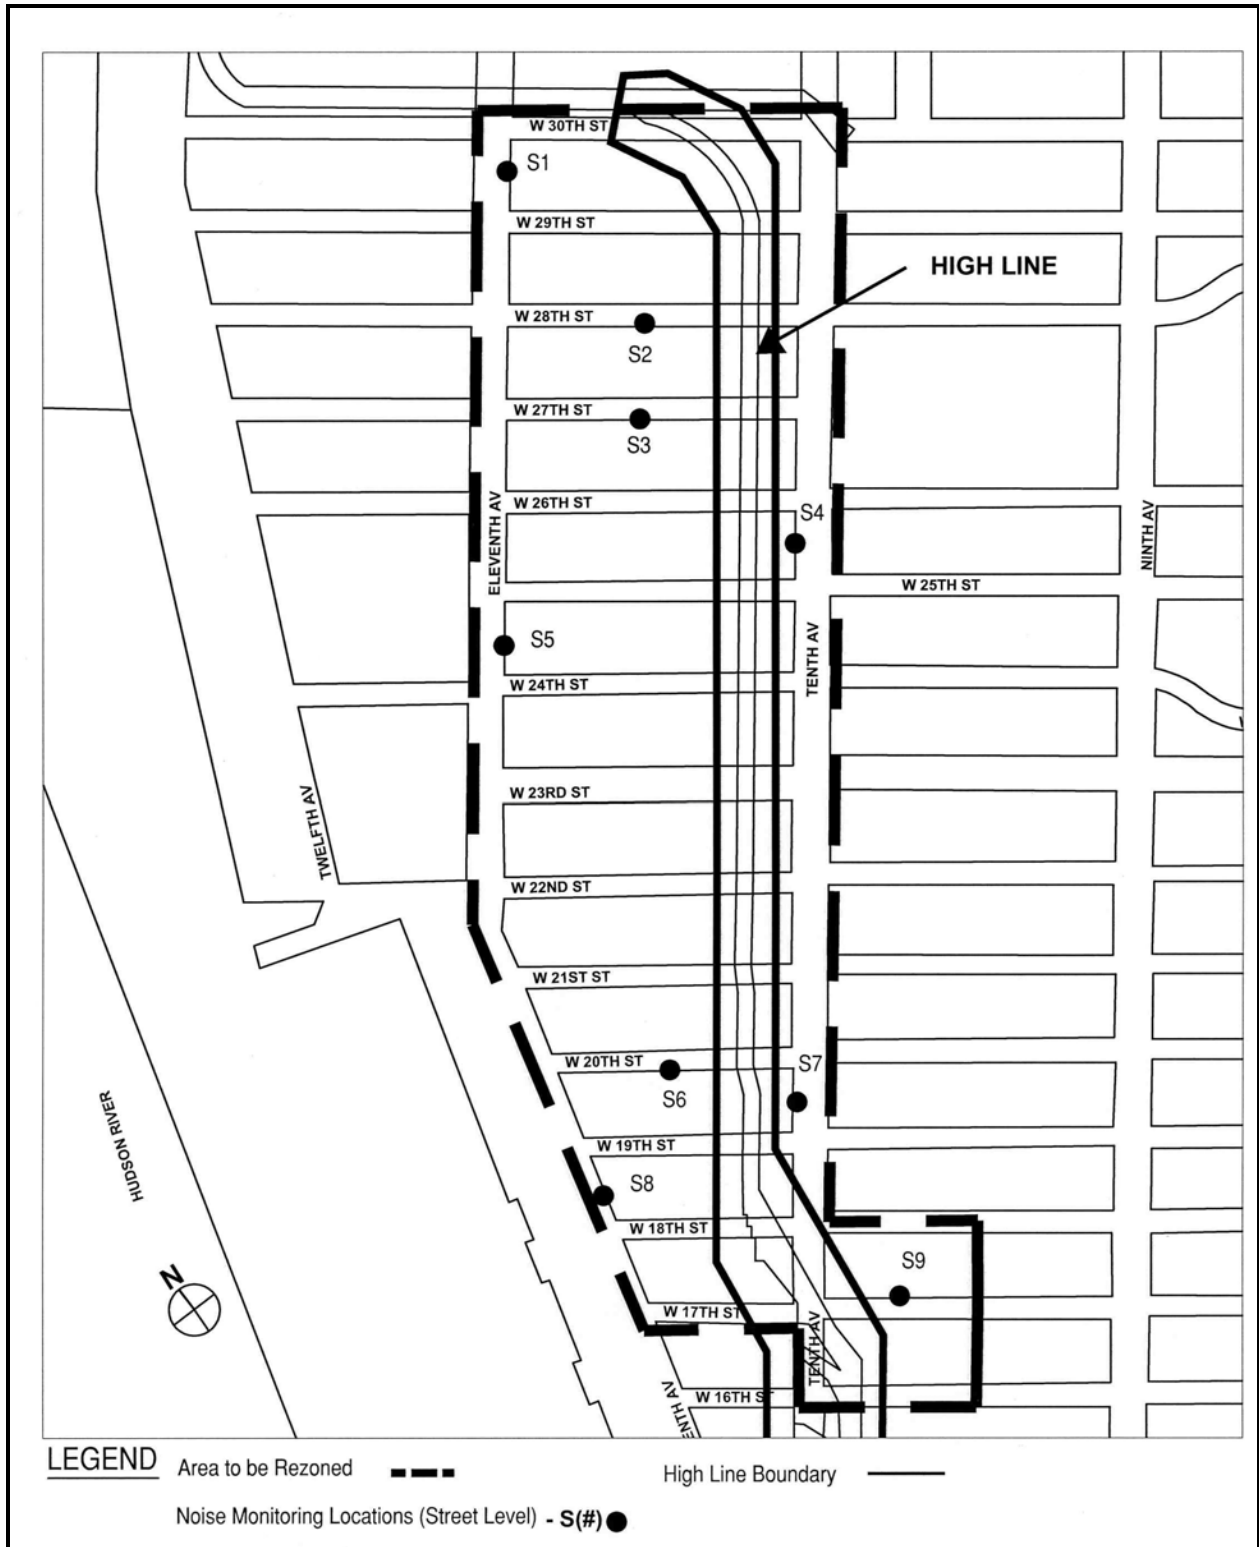 W 30TH ST
S1
W 29TH ST
HIGH LINE
W 28TH ST
S2
W 27TH ST
S3
ELEVENTH AV
W 26TH ST
S4
NINTH AV
W 25TH ST
S5
TENTH AV
W 24TH ST
W 23RD ST
TWELFTH AV
W 22ND ST
W 21ST ST
W 20TH ST
S7
S6
HUDSON RIVER
W 19TH ST
S8
W 18TH ST
S9
N
W 17TH ST
TENTH AV
W 16TH ST
ENTH AV
LEGEND
Area to be Rezoned
High Line Boundary
Noise Monitoring Locations (Street Level) - S(#)